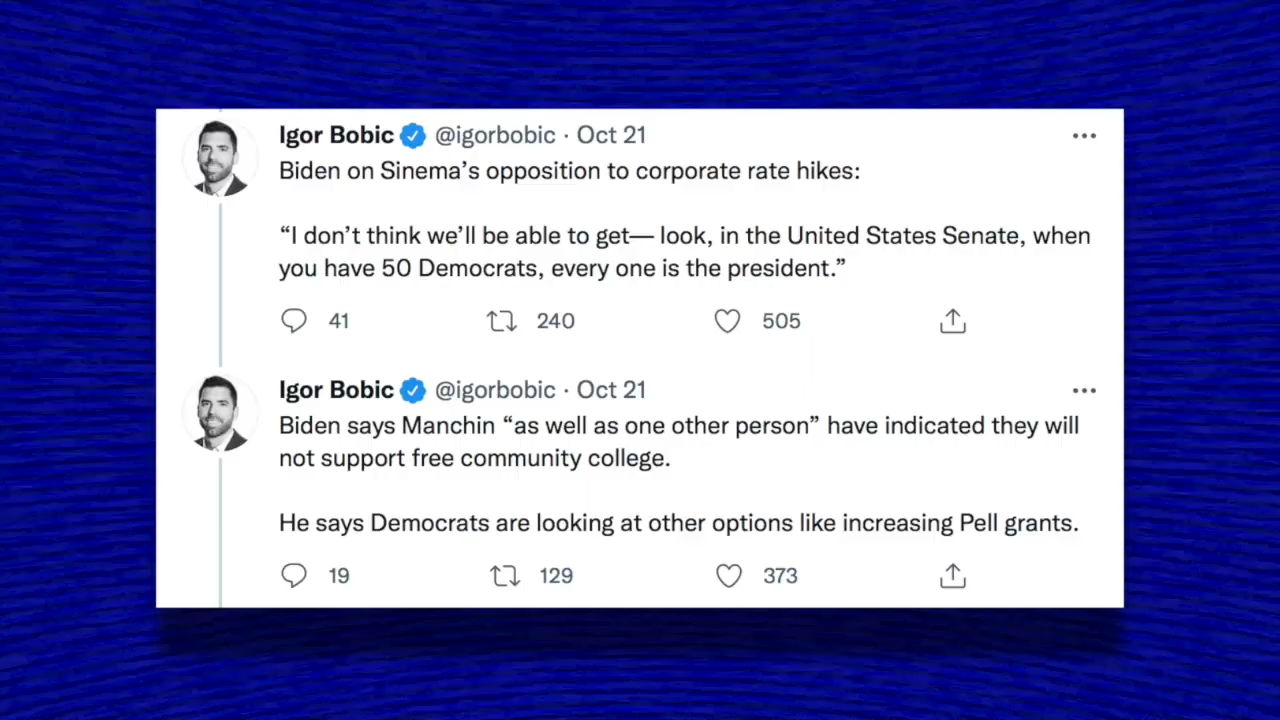 Igor Bobic @igorbobic · Oct 21
Biden on Sinema’s opposition to corporate rate hikes:
“I don’t think we’ll be able to get— look, in the United States Senate, when
you have 50 Democrats, every one is the president.”
41 240 505
Igor Bobic @igorbobic · Oct 21
Biden says Manchin “as well as one other person” have indicated they will
not support free community college.
He says Democrats are looking at other options like increasing Pell grants.
19 129 373